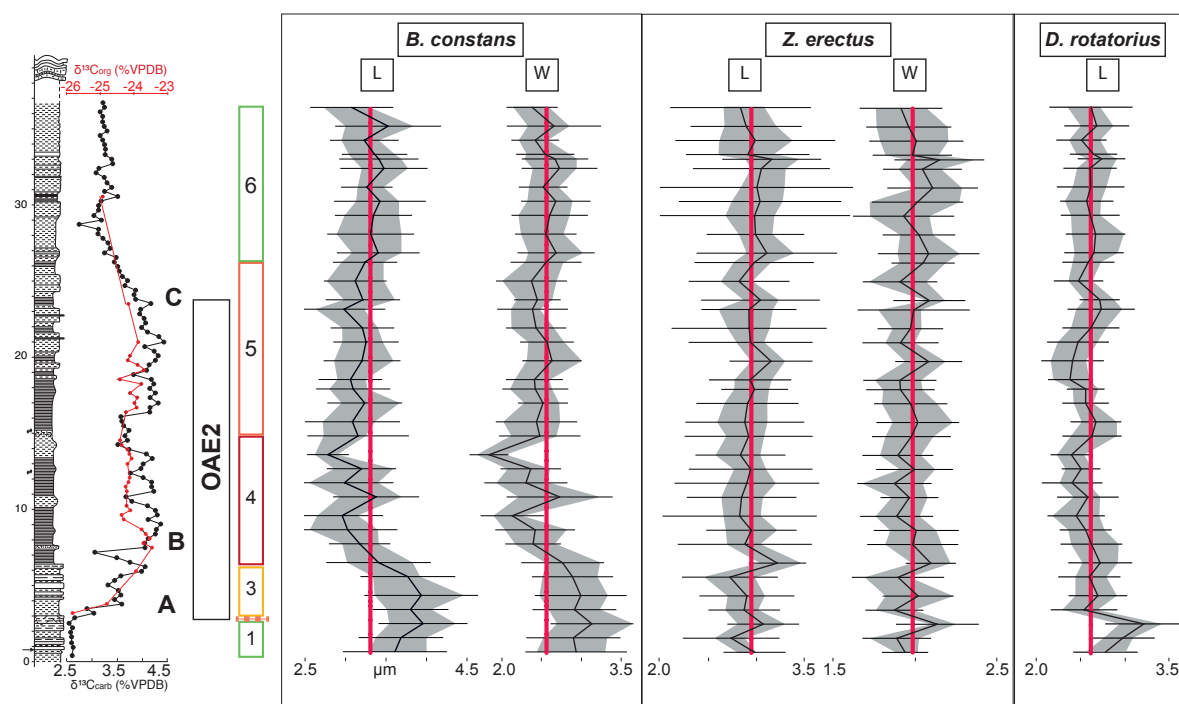 B. constans
Z. erectus
D. rotatorius
L
W
L
W
L
δ¹³Corg (%VPDB)
-26 -25 -24 -23
30
20
10
0
C
B
A
OAE2
6
5
4
3
1
2.5 3.5 4.5
δ¹³Ccarb (%VPDB)
2.5 µm 4.5
2.0 3.5
2.0 3.5
1.5 2.5
2.0 3.5